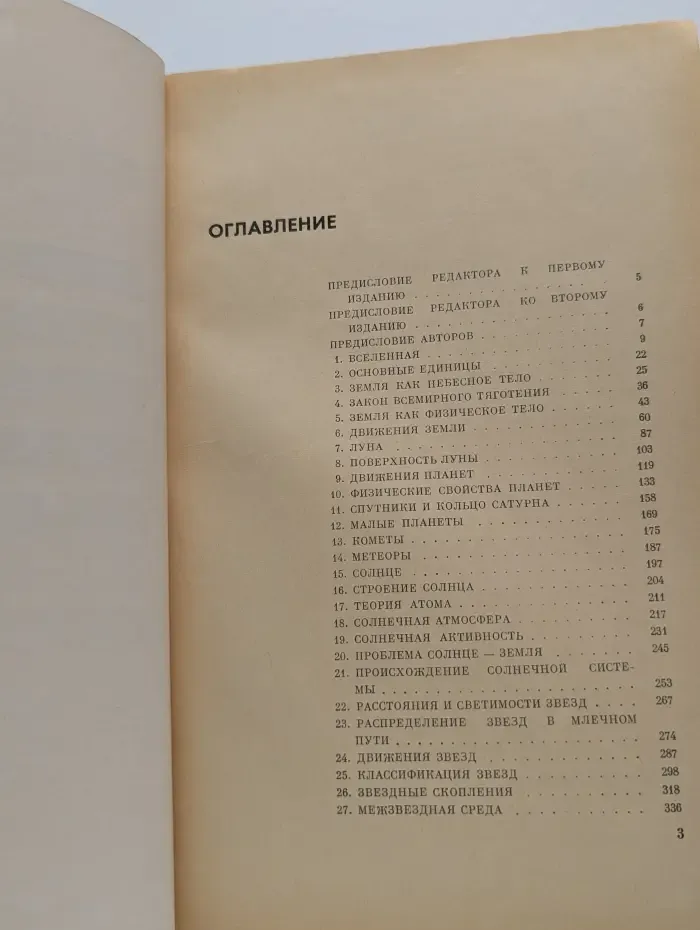 ОГЛАВЛЕНИЕ
ПРЕДИСЛОВИЕ РЕДАКТОРА К ПЕРВОМУ
ИЗДАНИЮ . . . . . . . . . . . . . . . . 5
ПРЕДИСЛОВИЕ РЕДАКТОРА КО ВТОРОМУ
ИЗДАНИЮ . . . . . . . . . . . . . . . . 6
ПРЕДИСЛОВИЕ АВТОРОВ . . . . . . . . . . 7
1. ВСЕЛЕННАЯ . . . . . . . . . . . . . . 9
2. ОСНОВНЫЕ ЕДИНИЦЫ . . . . . . . . . . 22
3. ЗЕМЛЯ КАК НЕБЕСНОЕ ТЕЛО . . . . . . . 25
4. ЗАКОН ВСЕМИРНОГО ТЯГОТЕНИЯ . . . . . 36
5. ЗЕМЛЯ КАК ФИЗИЧЕСКОЕ ТЕЛО . . . . . . 43
6. ДВИЖЕНИЯ ЗЕМЛИ . . . . . . . . . . . 60
7. ЛУНА . . . . . . . . . . . . . . . . 87
8. ПОВЕРХНОСТЬ ЛУНЫ . . . . . . . . . . 103
9. ДВИЖЕНИЯ ПЛАНЕТ . . . . . . . . . . . 119
10. ФИЗИЧЕСКИЕ СВОЙСТВА ПЛАНЕТ . . . . . 133
11. СПУТНИКИ И КОЛЬЦО САТУРНА . . . . . . 158
12. МАЛЫЕ ПЛАНЕТЫ . . . . . . . . . . . 169
13. КОМЕТЫ . . . . . . . . . . . . . . . 175
14. МЕТЕОРЫ . . . . . . . . . . . . . . 187
15. СОЛНЦЕ . . . . . . . . . . . . . . . 197
16. СТРОЕНИЕ СОЛНЦА . . . . . . . . . . 204
17. ТЕОРИЯ АТОМА . . . . . . . . . . . . 211
18. СОЛНЕЧНАЯ АТМОСФЕРА . . . . . . . . 217
19. СОЛНЕЧНАЯ АКТИВНОСТЬ . . . . . . . . 231
20. ПРОБЛЕМА СОЛНЦЕ — ЗЕМЛЯ . . . . . . 245
21. ПРОИСХОЖДЕНИЕ СОЛНЕЧНОЙ СИСТЕ-
МЫ . . . . . . . . . . . . . . . . . . 253
22. РАССТОЯНИЯ И СВЕТИМОСТИ ЗВЕЗД . . . . 267
23. РАСПРЕДЕЛЕНИЕ ЗВЕЗД В МЛЕЧНОМ
ПУТИ . . . . . . . . . . . . . . . . . 274
24. ДВИЖЕНИЯ ЗВЕЗД . . . . . . . . . . . 287
25. КЛАССИФИКАЦИЯ ЗВЕЗД . . . . . . . . 298
26. ЗВЕЗДНЫЕ СКОПЛЕНИЯ . . . . . . . . . 318
27. МЕЖЗВЕЗДНАЯ СРЕДА . . . . . . . . . 336
3